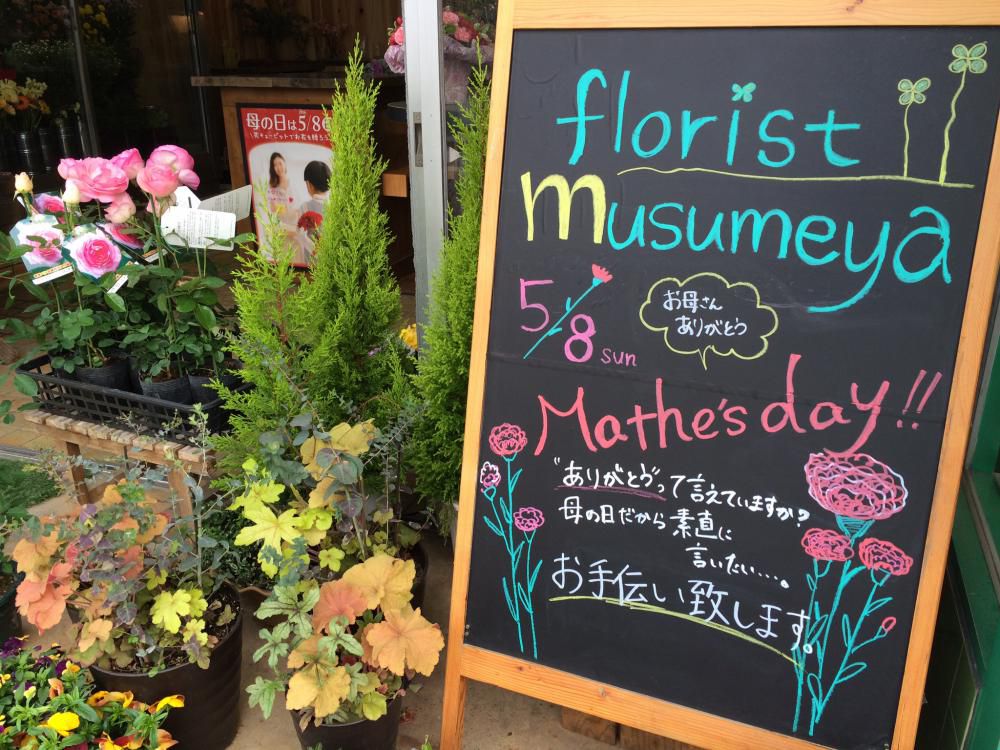 florist
musumeya
5/8 sun
お母さん
ありがとう
Mathe's day!!
"ありがとう"って言えていますか?
母の日だから素直に
言いたい....。
お手�い致します。
母の日は5/8